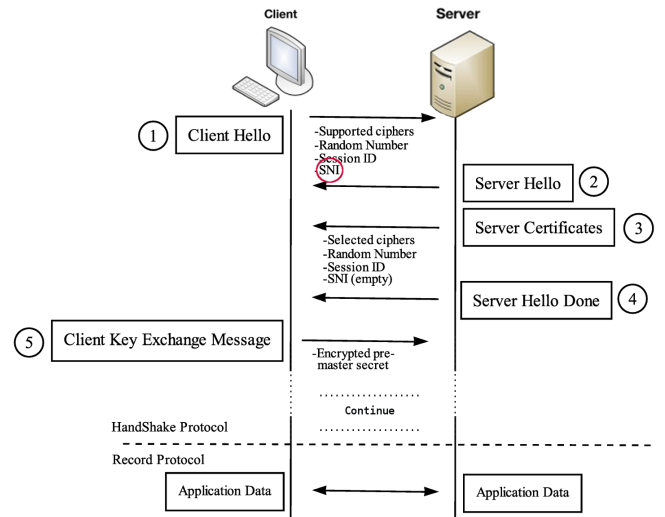 Client
Server
1
Client Hello
-Supported ciphers
-Random Number
-Session ID
-SNI
Server Hello
2
Server Certificates
3
-Selected ciphers
-Random Number
-Session ID
-SNI (empty)
Server Hello Done
4
5
Client Key Exchange Message
-Encrypted pre-
master secret
Continue
HandShake Protocol
Record Protocol
Application Data
Application Data